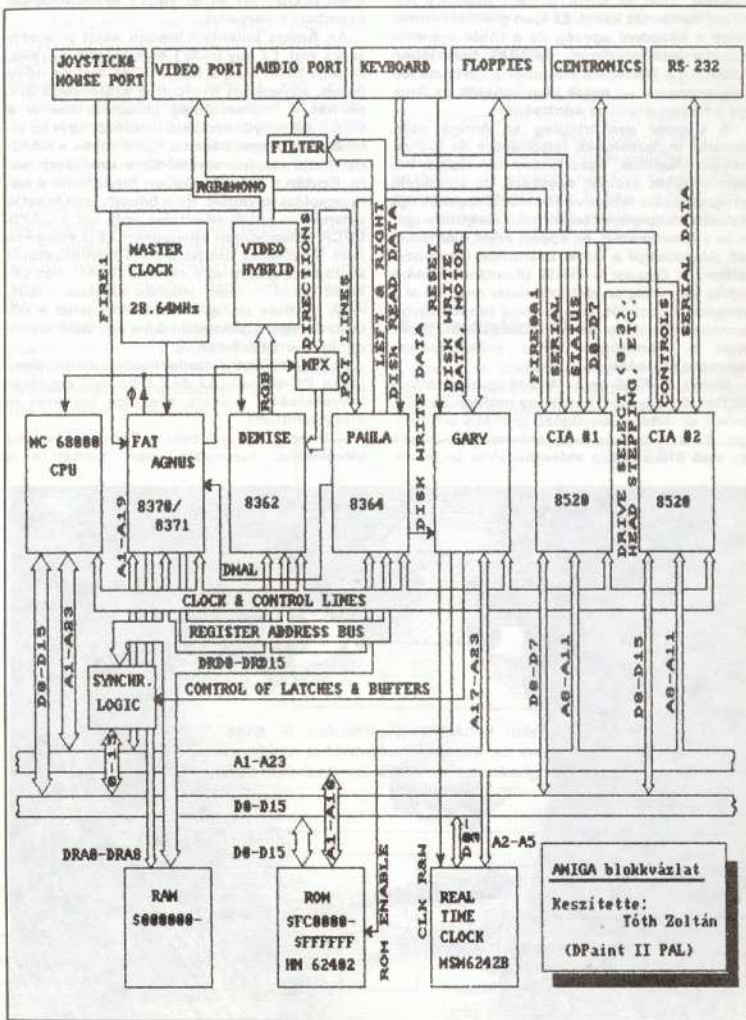 JOYSTICK&
MOUSE PORT
VIDEO PORT
AUDIO PORT
KEYBOARD
FLOPPIES
CENTRONICS
RS-232
FILTER
RGB&MONO
FIRE1
MASTER
CLOCK
28.64MHz
VIDEO
HYBRID
DIRECTIONS
POT LINES
LEFT & RIGHT
DISK READ DATA
RESET
DISK WRITE
DATA, MOTOR
FIRE0&1
SERIAL
STATUS
D0-D7
DRIVE SELECT (0-3),
HEAD STEPPING, ETC.
CONTROLS
SERIAL DATA
RGB
MPX
MC 68000
CPU
FAT
AGNUS
8370/
8371
DEMISE
8362
PAULA
8364
DISK WRITE DATA
GARY
CIA #1
8520
CIA #2
8520
A1-A19
DMAL
CLOCK & CONTROL LINES
REGISTER ADDRESS BUS
DRD0-DRD15
CONTROL OF LATCHES & BUFFERS
D0-D15
A1-A23
SYNCHR.
LOGIC
A17-A23
D0-D7
A8-A11
D8-D15
A8-A11
A1-A23
D0-D15
DRA0-DRA8
D0-D15
A1-A18
A2-A5
RAM
$000000-
ROM
$FC0000-
$FFFFFF
HM 62402
ROM ENABLE
CLK R&W
REAL
TIME
CLOCK
MSM6242B
AMIGA blokkvázlat
Készítette:
Tóth Zoltán
(DPaint II PAL)